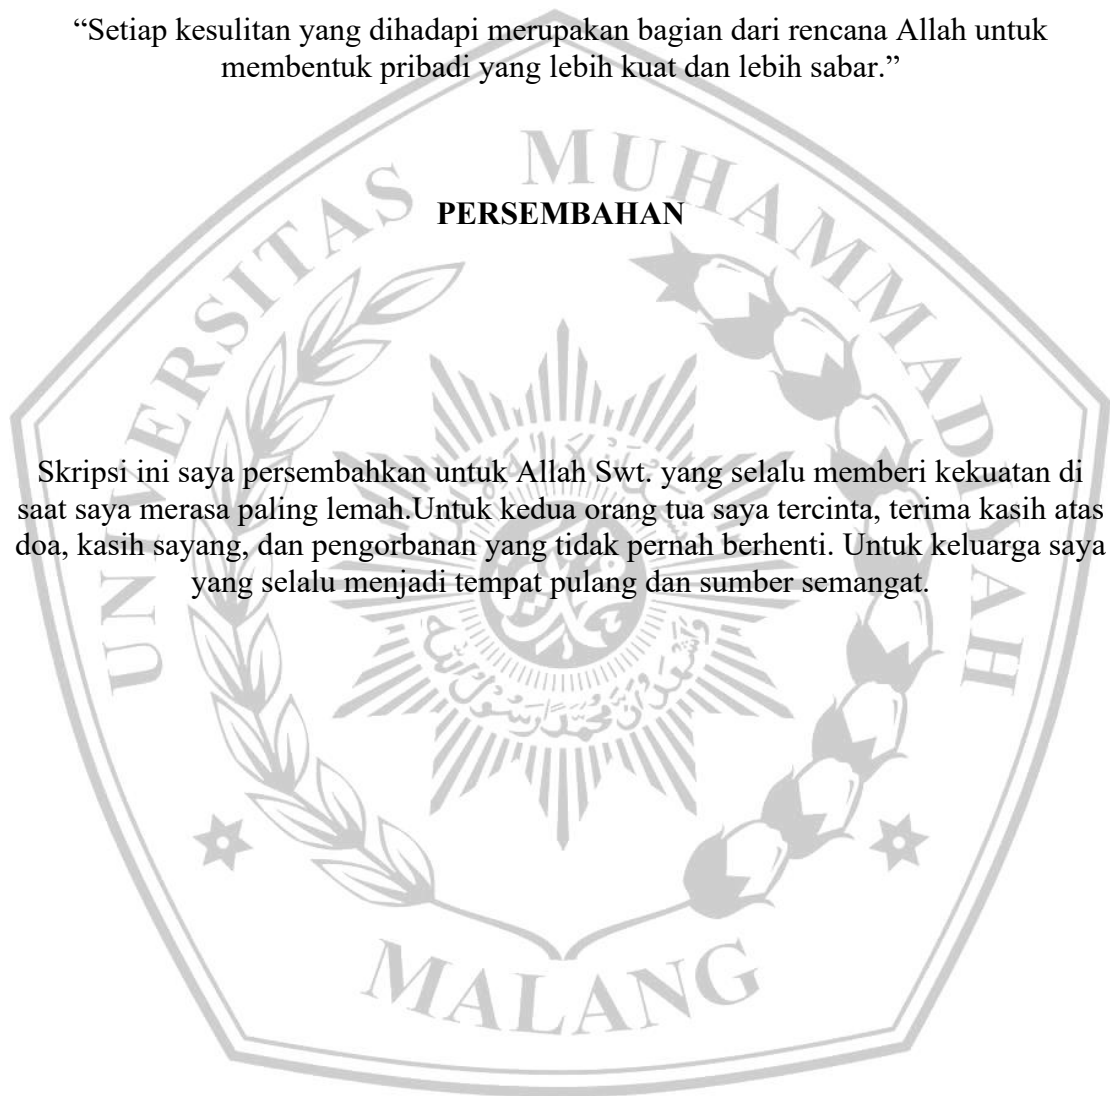 “Setiap kesulitan yang dihadapi merupakan bagian dari rencana Allah untuk
membentuk pribadi yang lebih kuat dan lebih sabar.”
UNIVERSITAS MUHAMMADIYAH
PERSEMBAHAN
Skripsi ini saya persembahkan untuk Allah Swt. yang selalu memberi kekuatan di
saat saya merasa paling lemah.Untuk kedua orang tua saya tercinta, terima kasih atas
doa, kasih sayang, dan pengorbanan yang tidak pernah berhenti. Untuk keluarga saya
yang selalu menjadi tempat pulang dan sumber semangat.
MALANG